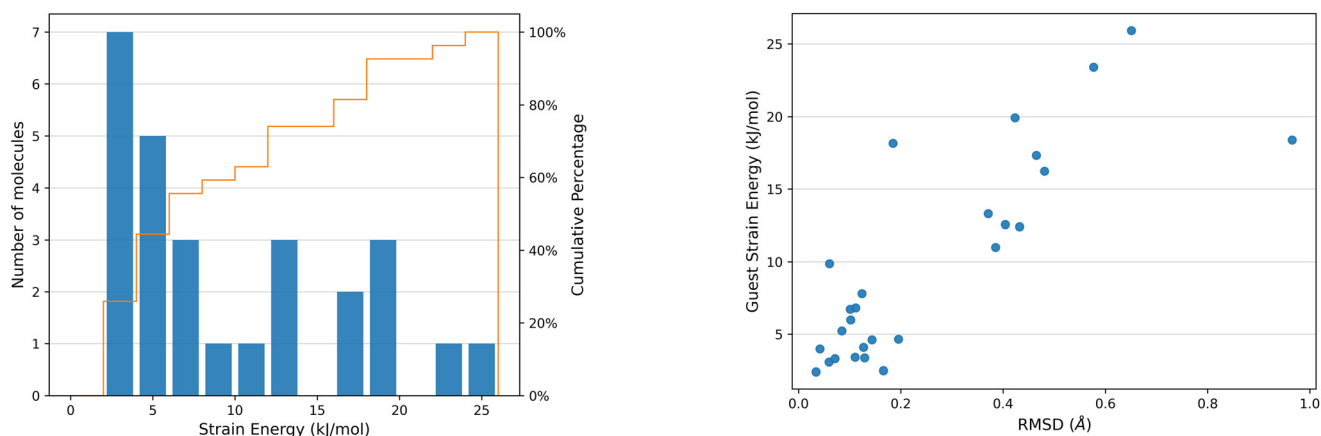 7
6
5
4
3
2
1
0
Number of molecules
0 5 10 15 20 25
Strain Energy (kJ/mol)
100%
80%
60%
40%
20%
0%
Cumulative Percentage
25
20
15
10
5
Guest Strain Energy (kJ/mol)
0.0 0.2 0.4 0.6 0.8 1.0
RMSD (Å)